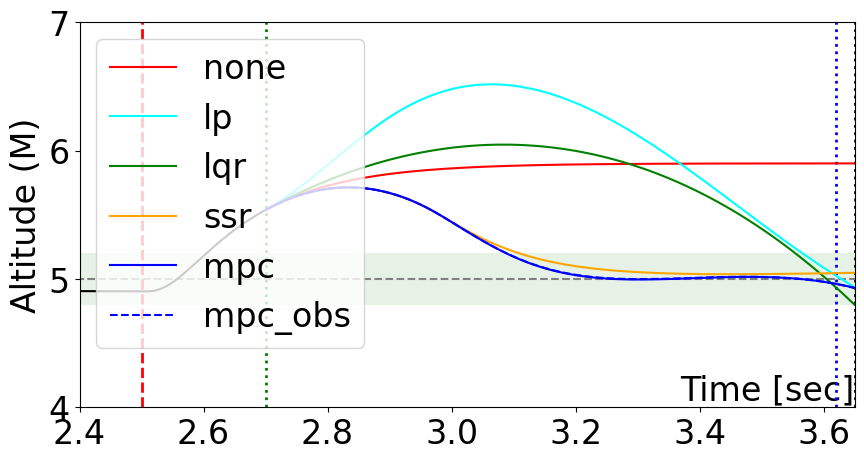 7
6
5
4
Altitude (M)
none
lp
lqr
ssr
mpc
mpc_obs
Time [sec]
2.4
2.6
2.8
3.0
3.2
3.4
3.6